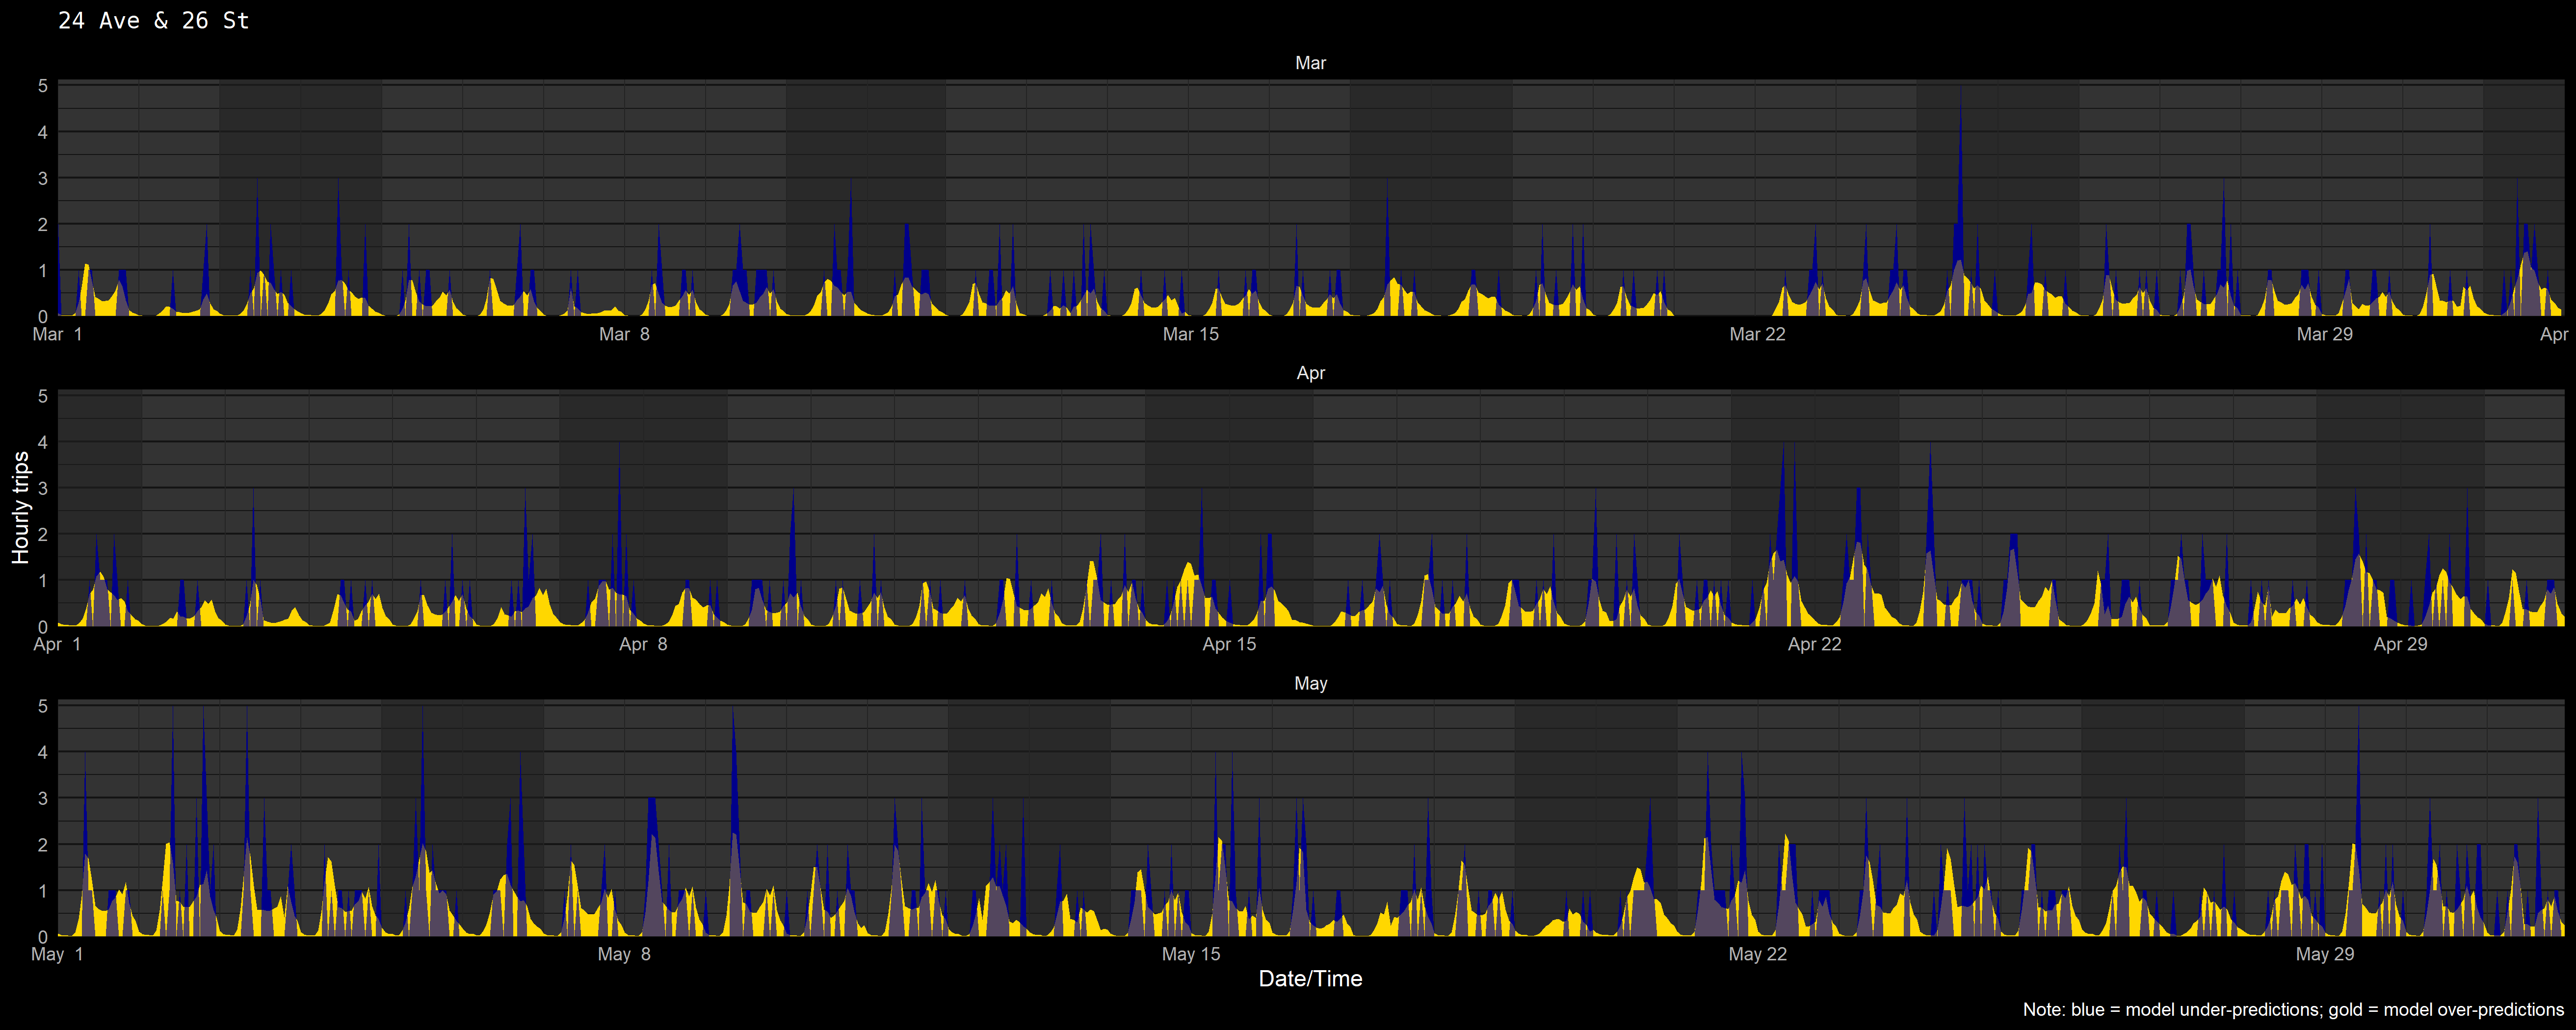 24 Ave & 26 St
Mar
5
4
3
2
1
0
Mar 1 Mar 8 Mar 15 Mar 22 Mar 29 Apr
Apr
5
4
3
2
1
0
Apr 1 Apr 8 Apr 15 Apr 22 Apr 29
Hourly trips
May
5
4
3
2
1
0
May 1 May 8 May 15 May 22 May 29
Date/Time
Note: blue = model under-predictions; gold = model over-predictions